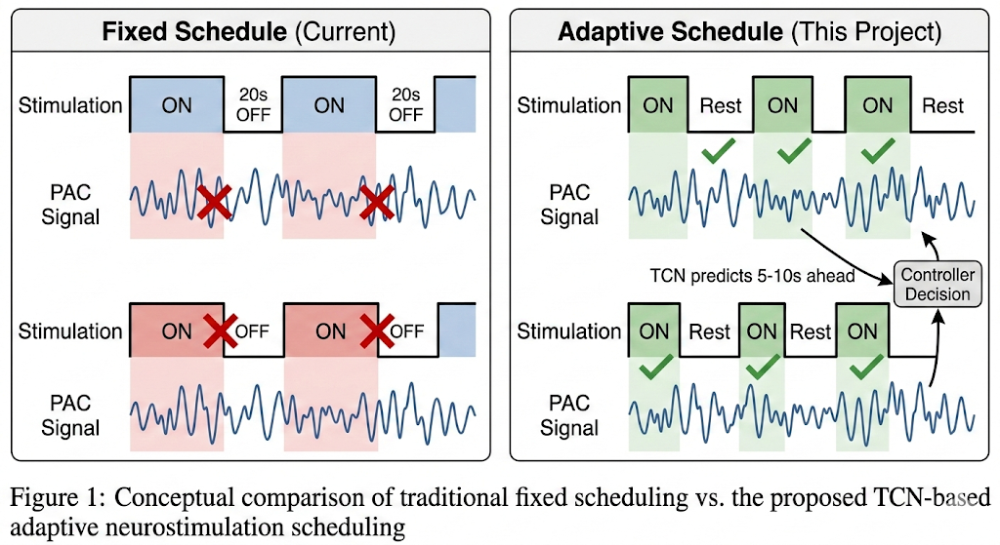 Fixed Schedule (Current)
Stimulation
ON
20s
OFF
ON
20s
OFF
PAC
Signal
Stimulation
ON
OFF
ON
OFF
PAC
Signal
Adaptive Schedule (This Project)
Stimulation
ON
Rest
ON
ON
Rest
PAC
Signal
TCN predicts 5-10s ahead
Controller
Decision
Stimulation
ON
Rest
ON
Rest
ON
PAC
Signal
Figure 1: Conceptual comparison of traditional fixed scheduling vs. the proposed TCN-based
adaptive neurostimulation scheduling